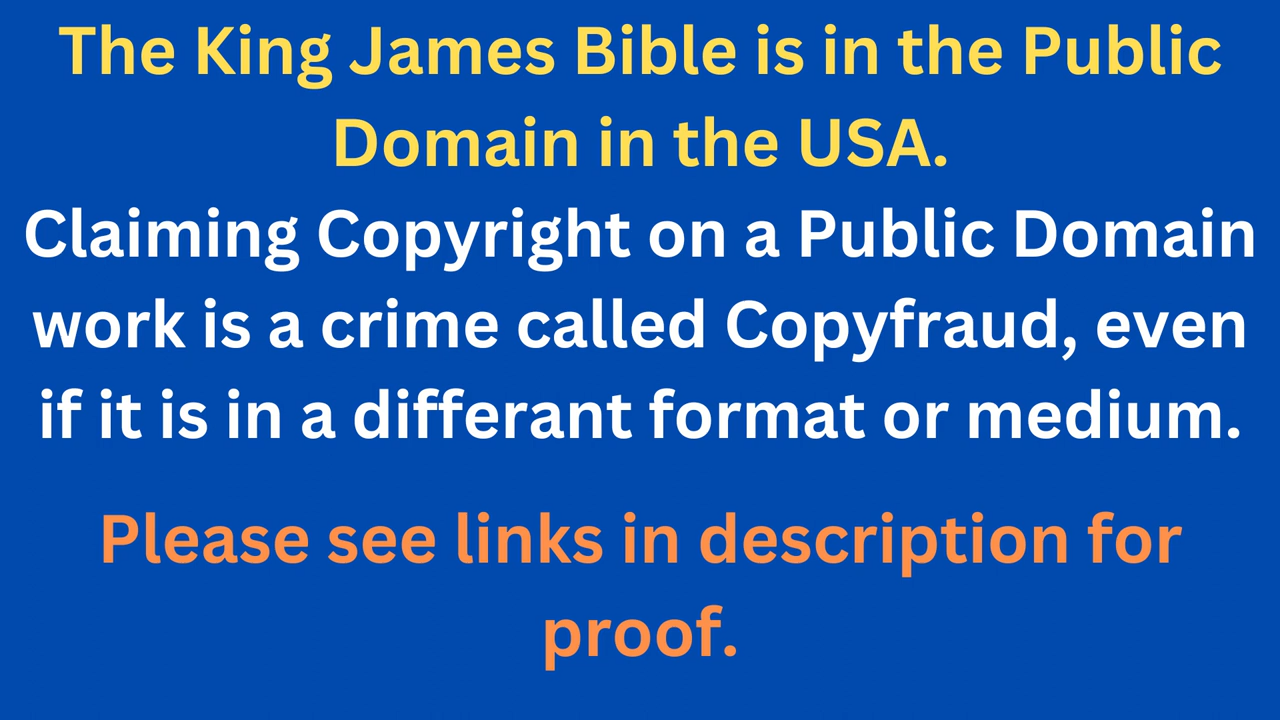 The King James Bible is in the Public
Domain in the USA.
Claiming Copyright on a Public Domain
work is a crime called Copyfraud, even
if it is in a differant format or medium.
Please see links in description for
proof.